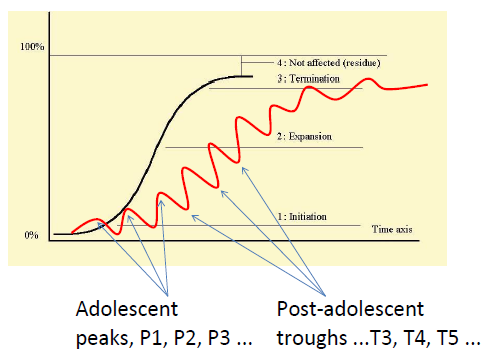 100%
4: Not affected (residue)
3: Termination
2: Expansion
1: Initiation
0%
Time axis
Adolescent
peaks, P1, P2, P3 ...
Post-adolescent
troughs ...T3, T4, T5 ...